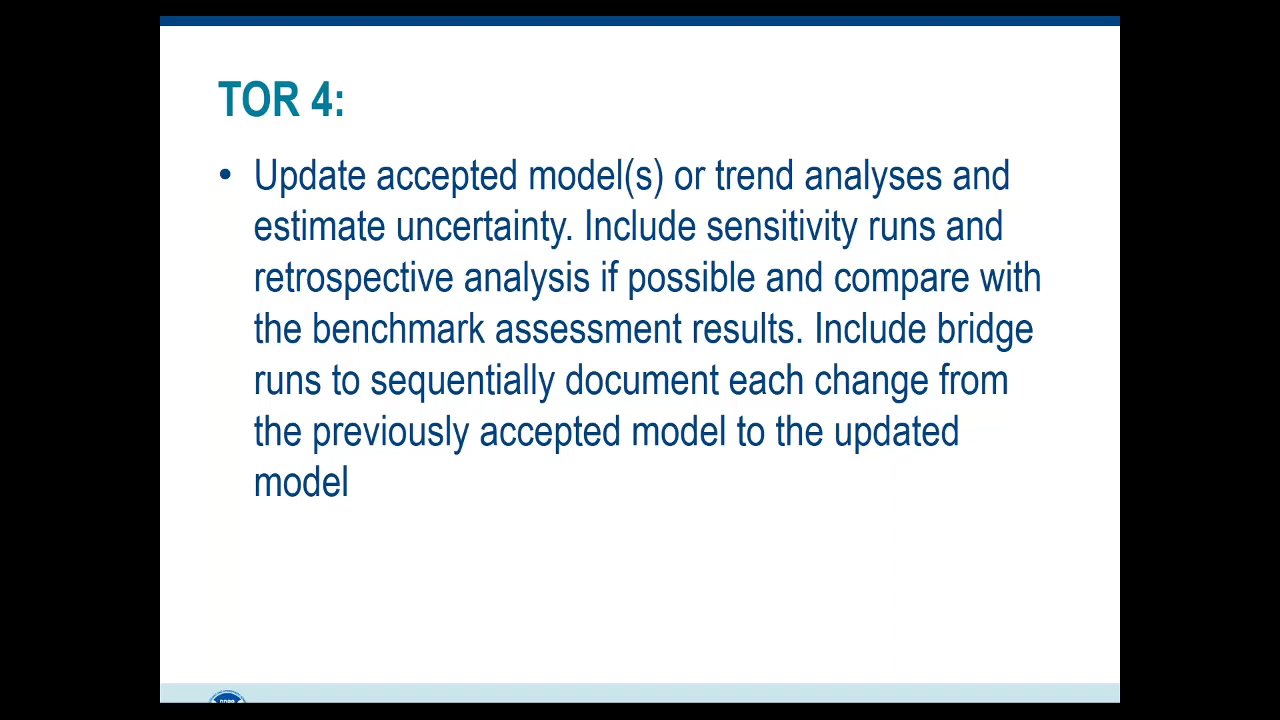 TOR 4:
• Update accepted model(s) or trend analyses and
estimate uncertainty. Include sensitivity runs and
retrospective analysis if possible and compare with
the benchmark assessment results. Include bridge
runs to sequentially document each change from
the previously accepted model to the updated
model